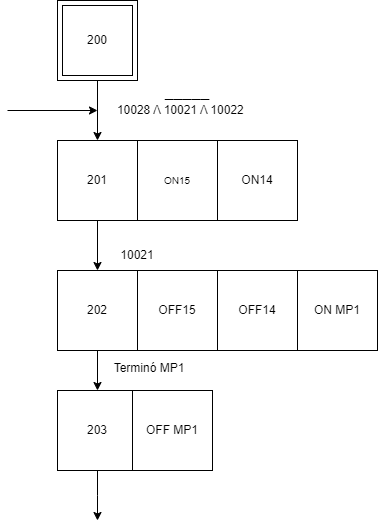 200
10028 /\ 10021 /\ 10022
201 ON15 ON14
10021
202 OFF15 OFF14 ON MP1
Terminó MP1
203 OFF MP1